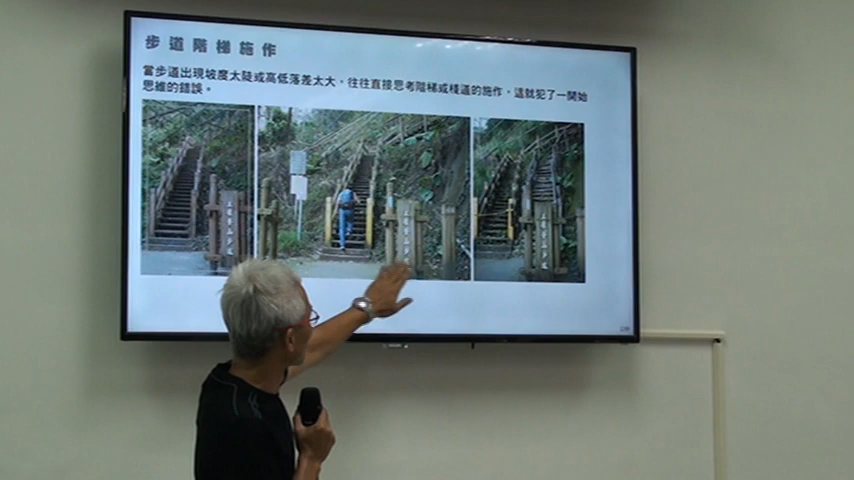 步道階梯施作
當步道出現坡度太陡或高低落差太大，往往直接思考階梯或棧道的施作，這就犯了一開始
思維的錯誤。